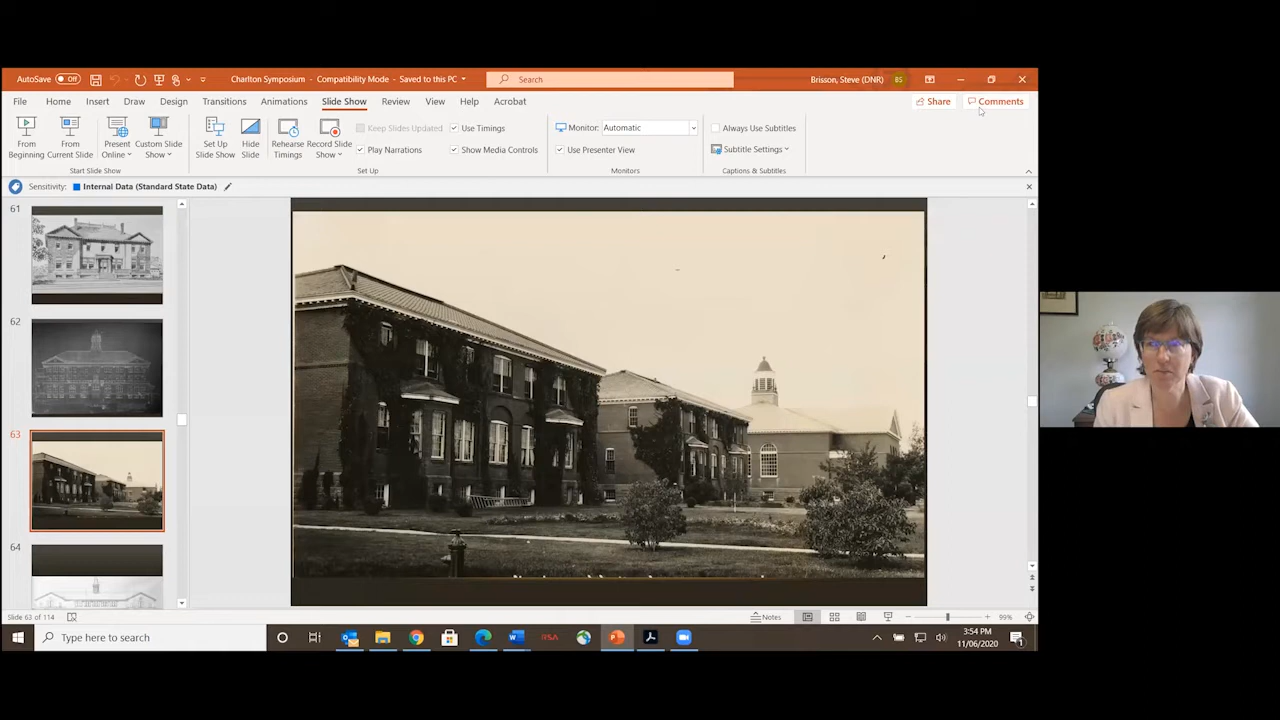 AutoSave Off Charlton Symposium - Compatibility Mode - Saved to this PC Search Brisson, Steve (DNR) BS
File Home Insert Draw Design Transitions Animations Slide Show Review View Help Acrobat Share Comments
From Beginning
From Current Slide
Present Online
Custom Slide Show
Start Slide Show
Set Up Slide Show
Hide Slide
Rehearse Timings
Record Slide Show
Keep Slides Updated
Play Narrations
Use Timings
Show Media Controls
Set Up
Monitor: Automatic
Use Presenter View
Monitors
Always Use Subtitles
Subtitle Settings
Captions & Subtitles
Sensitivity: Internal Data (Standard State Data)
61
62
63
64
Slide 63 of 114 Notes 99%
Type here to search RSA 3:54 PM
11/06/2020
1